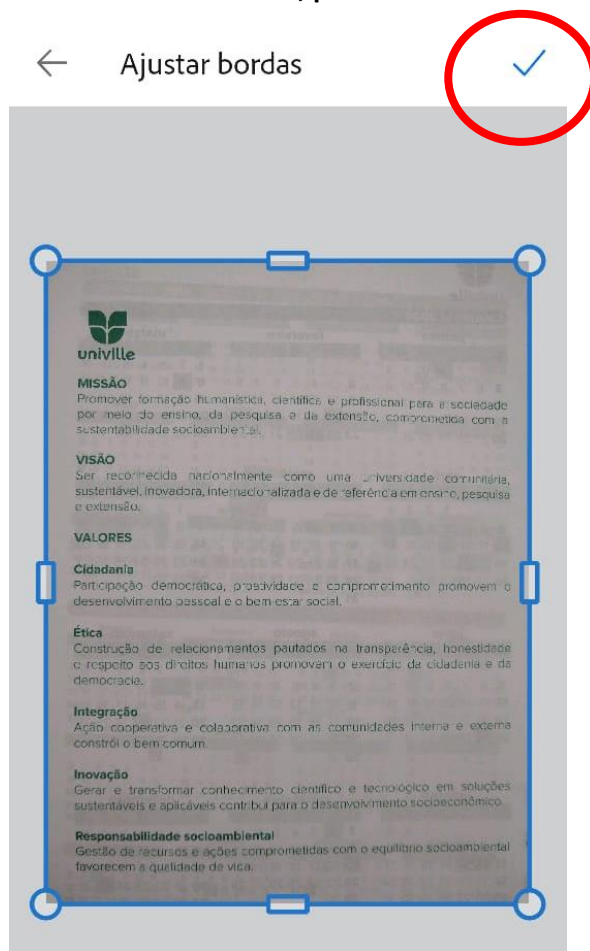 Ajustar bordas
univille
MISSÃO
Promover formação humanística, científica e profissional para a sociedade
por meio do ensino, da pesquisa e da extensão, comprometida com a
sustentabilidade socioambiental.
VISÃO
Ser reconhecida nacionalmente como uma universidade comunitária,
sustentável, inovadora, internacionalizada e de referência em ensino, pesquisa
e extensão.
VALORES
Cidadania
Participação democrática, proatividade e comprometimento promovem o
desenvolvimento pessoal e o bem-estar social.
Ética
Construção de relacionamentos pautados na transparência, honestidade
e respeito aos direitos humanos promovem o exercício da cidadania e da
democracia.
Integração
Ação cooperativa e colaborativa com as comunidades interna e externa
constrói o bem comum.
Inovação
Gerar e transformar conhecimento científico e tecnológico em soluções
sustentáveis e aplicáveis contribui para o desenvolvimento socioeconômico.
Responsabilidade socioambiental
Gestão de recursos e ações comprometidas com o equilíbrio socioambiental
favorecem a qualidade de vida.